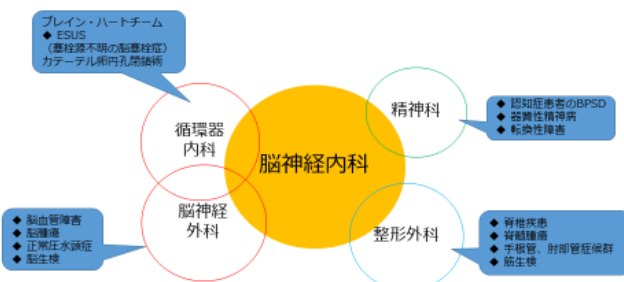 ブレイン・ハートチーム
◆ ESUS
（塞栓源不明の脳塞栓症）
カテーテル卵円孔閉鎖術
循環器
内科
脳神経内科
精神科
◆ 認知症患者のBPSD
◆ 器質性精神病
◆ 転換性障害
脳神経
外科
◆ 脳血管障害
◆ 脳腫瘍
◆ 正常圧水頭症
◆ 脳生検
整形外科
◆ 脊椎疾患
◆ 脊髄腫瘍
◆ 手根管、肘部管症候群
◆ 筋生検